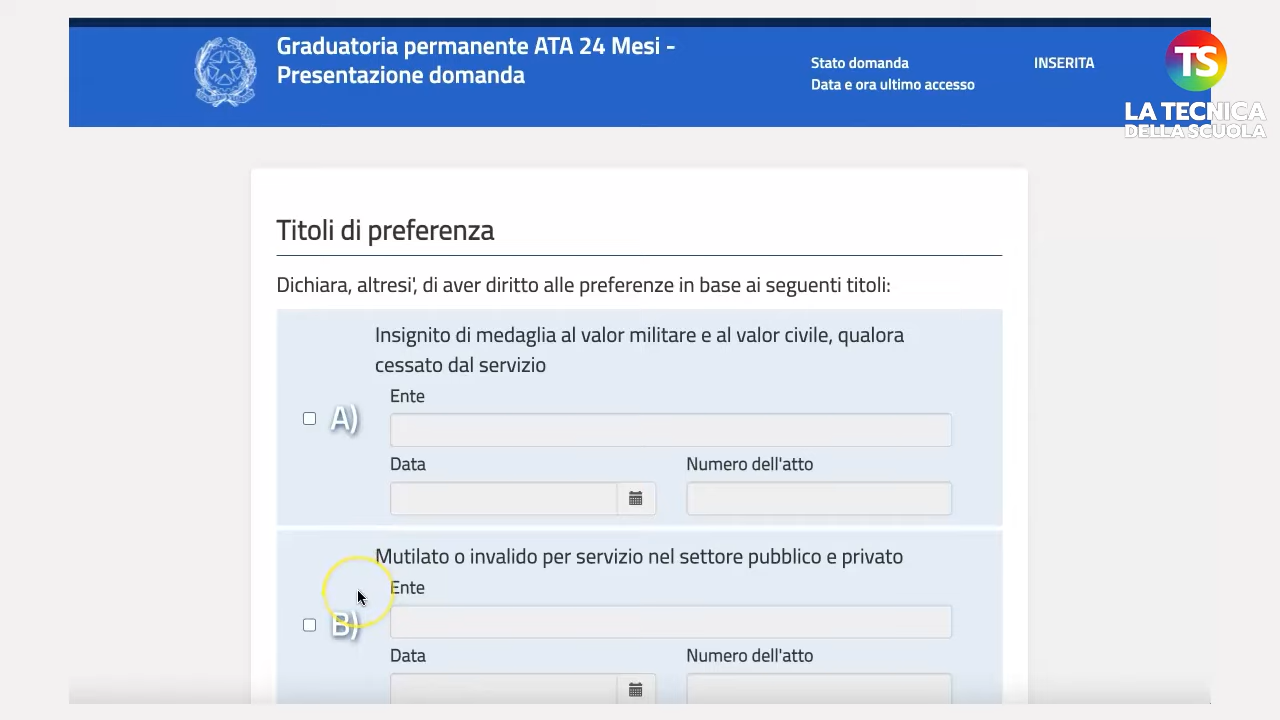 Graduatoria permanente ATA 24 Mesi -
Presentazione domanda
Stato domanda
INSERITA
Data e ora ultimo accesso
TS
LA TECNICA
DELLA SCUOLA
Titoli di preferenza
Dichiara, altresi', di aver diritto alle preferenze in base ai seguenti titoli:
Insignito di medaglia al valor militare e al valor civile, qualora
cessato dal servizio
Ente
A)
Data
Numero dell'atto
Mutilato o invalido per servizio nel settore pubblico e privato
Ente
B)
Data
Numero dell'atto